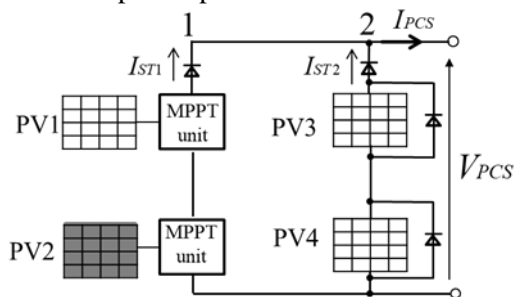 1
2
I_PCS
I_ST1
I_ST2
PV1
MPPT
unit
PV3
V_PCS
PV2
MPPT
unit
PV4